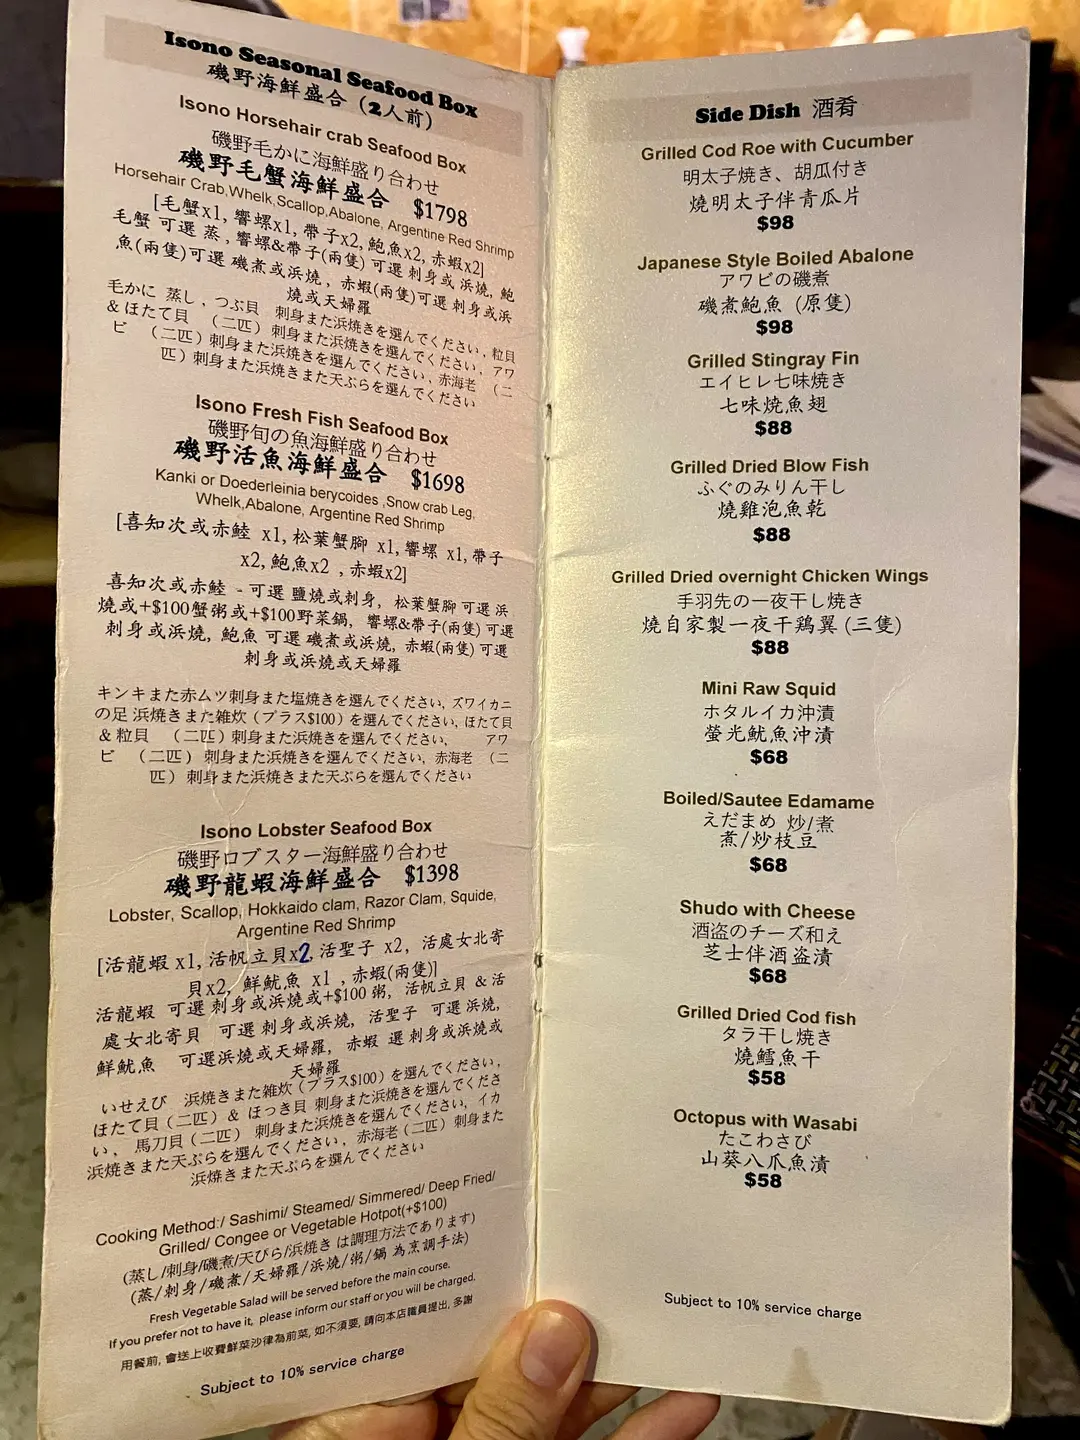 Isono Seasonal Seafood Box
磯野海鮮盛合 (2人前)
Isono Horsehair crab Seafood Box
磯野毛かに海鮮盛り合わせ
磯野毛蟹海鮮盛合 $1798
Horsehair Crab,Whelk,Scallop,Abalone, Argentine Red Shrimp
[毛蟹x1, 響螺x1, 帶子x2, 鮑魚x2, 赤蝦x2]
毛蟹 可選 蒸 , 響螺&帶子(兩隻) 可選 刺身或 浜燒, 鮑
魚(兩隻)可選 磯煮或浜燒 , 赤蝦(兩隻)可選 刺身或浜
燒或天婦羅
毛かに 蒸し , つぶ貝 刺身また浜焼きを選んでください , 粒貝
& ほたて貝 (二匹) 刺身また浜焼きを選んでください , アワ
ビ (二匹) 刺身また浜焼きを選んでください , 赤海老 (二
匹) 刺身また浜焼きまた天ぷらを選んでください
Isono Fresh Fish Seafood Box
磯野旬の魚海鮮盛り合わせ
磯野活魚海鮮盛合 $1698
Kanki or Doederleinia berycoides ,Snow crab Leg,
Whelk,Abalone, Argentine Red Shrimp
[喜知次或赤鯥 x1, 松葉蟹腳 x1, 響螺 x1, 帶子
x2, 鮑魚x2 , 赤蝦x2]
喜知次或赤鯥 - 可選 鹽燒或刺身, 松葉蟹腳 可選 浜
燒或+$100蟹粥或+$100野菜鍋, 響螺&帶子(兩隻) 可選
刺身或浜燒, 鮑魚 可選 磯煮或浜燒, 赤蝦(兩隻) 可選
刺身或浜燒或天婦羅
キンキまた赤ムツ刺身また塩焼きを選んでください, ズワイカニ
の足 浜焼きまた雑炊 (プラス$100) を選んでください, ほたて貝
& 粒貝 (二匹) 刺身また浜焼きを選んでください, アワ
ビ (二匹) 刺身また浜焼きを選んでください, 赤海老 (二
匹) 刺身また浜焼きまた天ぷらを選んでください
Isono Lobster Seafood Box
磯野ロブスター海鮮盛り合わせ
磯野龍蝦海鮮盛合 $1398
Lobster, Scallop, Hokkaido clam, Razor Clam, Squide,
Argentine Red Shrimp
[活龍蝦 x1, 活帆立貝x2, 活聖子 x2, 活處女北寄
貝x2, 鮮魷魚 x1 , 赤蝦(兩隻)]
活龍蝦 可選 刺身或浜燒或+$100 粥, 活帆立貝 & 活
處女北寄貝 可選 刺身或浜燒, 活聖子 可選 浜燒,
鮮魷魚 可選浜燒或天婦羅, 赤蝦 選 刺身或浜燒或
天婦羅
いせえび 浜焼きまた雑炊 (プラス$100) を選んでください ,
ほたて貝 (二匹) & ほっき貝 刺身また浜焼きを選んでくださ
い , 馬刀貝 (二匹) 刺身また浜焼きを選んでください , イカ
浜焼きまた天ぷらを選んでください , 赤海老 (二匹) 刺身また
浜焼きまた天ぷらを選んでください
Cooking Method:/ Sashimi/ Steamed/ Simmered/ Deep Fried/
Grilled/ Congee or Vegetable Hotpot(+$100)
(蒸し/刺身/磯煮/天びら/浜焼き は調理方法であります)
(蒸/刺身/磯煮/天婦羅/浜燒/粥/鍋 為烹調手法)
Fresh Vegetable Salad will be served before the main course.
If you prefer not to have it, please inform our staff or you will be charged.
用餐前, 會送上收費鮮菜沙律為前菜, 如不須要, 請向本店職員提出, 多謝
Subject to 10% service charge
Side Dish 酒肴
Grilled Cod Roe with Cucumber
明太子焼き、胡瓜付き
燒明太子伴青瓜片
$98
Japanese Style Boiled Abalone
アワビの磯煮
磯煮鮑魚 (原隻)
$98
Grilled Stingray Fin
エイヒレ七味焼き
七味燒魚翅
$88
Grilled Dried Blow Fish
ふぐのみりん干し
燒雞泡魚乾
$88
Grilled Dried overnight Chicken Wings
手羽先の一夜干し焼き
燒自家製一夜干鶏翼 (三隻)
$88
Mini Raw Squid
ホタルイカ沖漬
螢光魷魚沖漬
$68
Boiled/Sautee Edamame
えだまめ 炒/煮
煮/炒枝豆
$68
Shudo with Cheese
酒盗のチーズ和え
芝士伴酒盗漬
$68
Grilled Dried Cod fish
タラ干し焼き
燒鱈魚干
$58
Octopus with Wasabi
たこわさび
山葵八爪魚漬
$58
Subject to 10% service charge